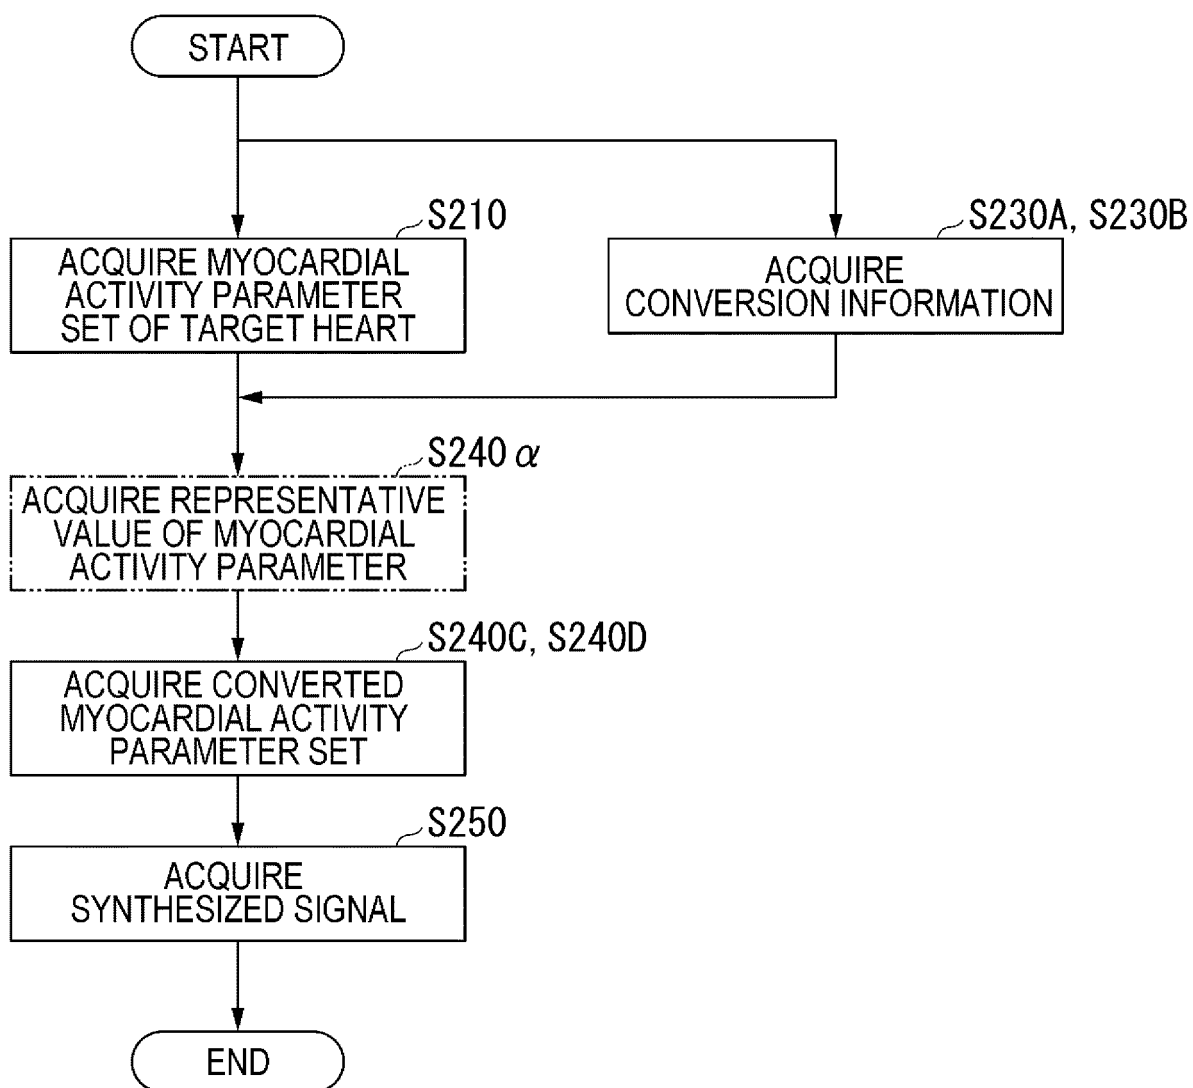 START
S210
ACQUIRE MYOCARDIAL
ACTIVITY PARAMETER
SET OF TARGET HEART
S230A, S230B
ACQUIRE
CONVERSION INFORMATION
S240α
ACQUIRE REPRESENTATIVE
VALUE OF MYOCARDIAL
ACTIVITY PARAMETER
S240C, S240D
ACQUIRE CONVERTED
MYOCARDIAL ACTIVITY
PARAMETER SET
S250
ACQUIRE
SYNTHESIZED SIGNAL
END